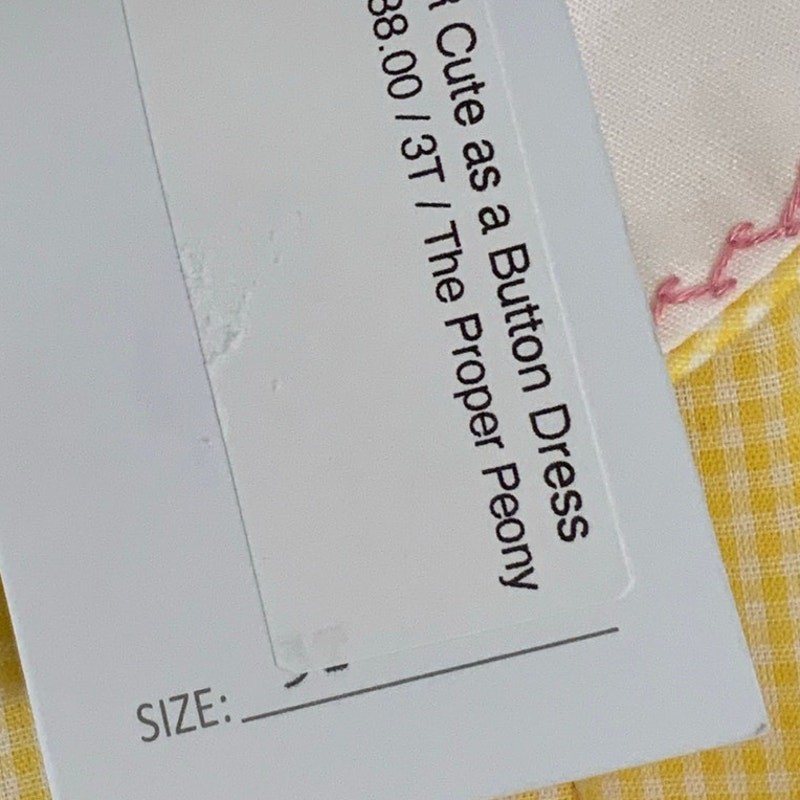 Cute as a Button Dress
88.00 / 3T / The Proper Peony
SIZE: